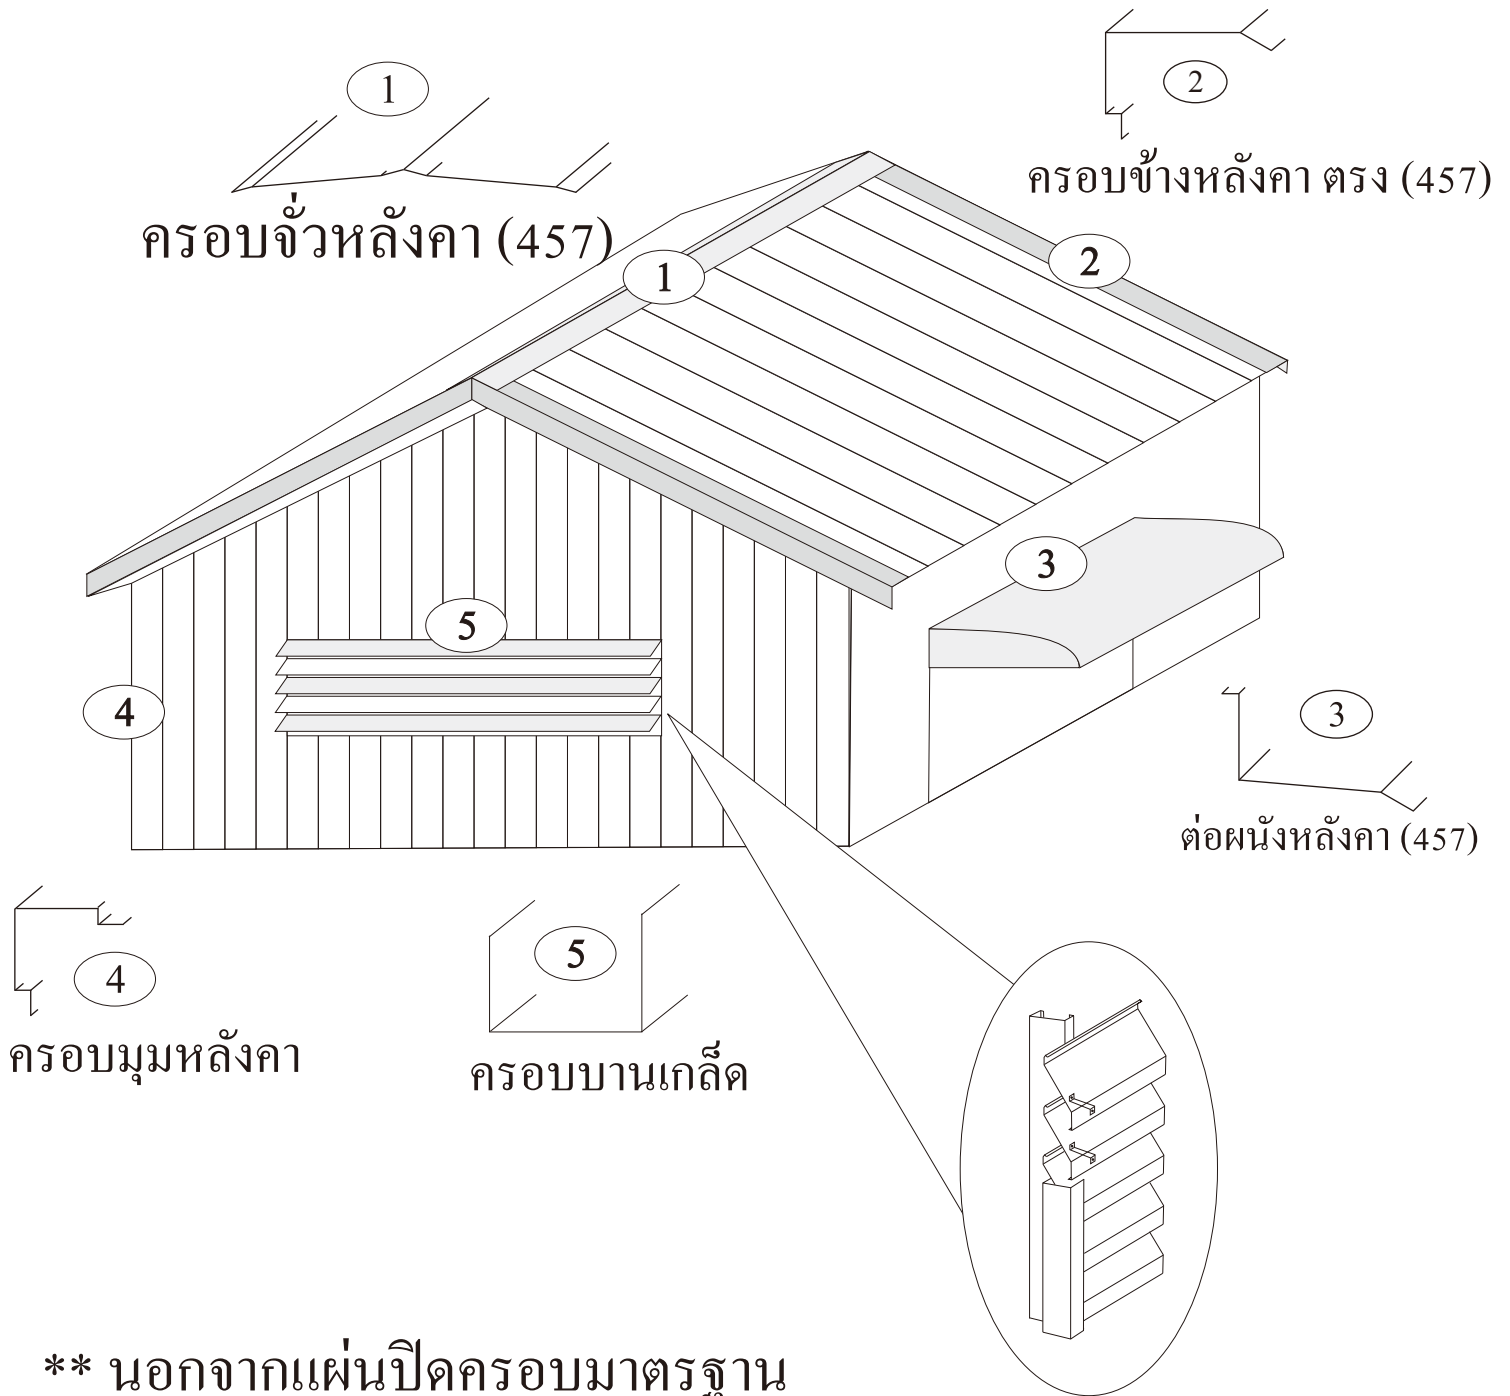 1
2
ครอบข้างหลังคา ตรง (457)
ครอบจั่วหลังคา (457)
1
2
3
5
4
3
ต่อผนังหลังคา (457)
5
4
ครอบมุมหลังคา
ครอบบานเกล็ด
** นอกจากแผ่นปิดครอบมาตรฐาน